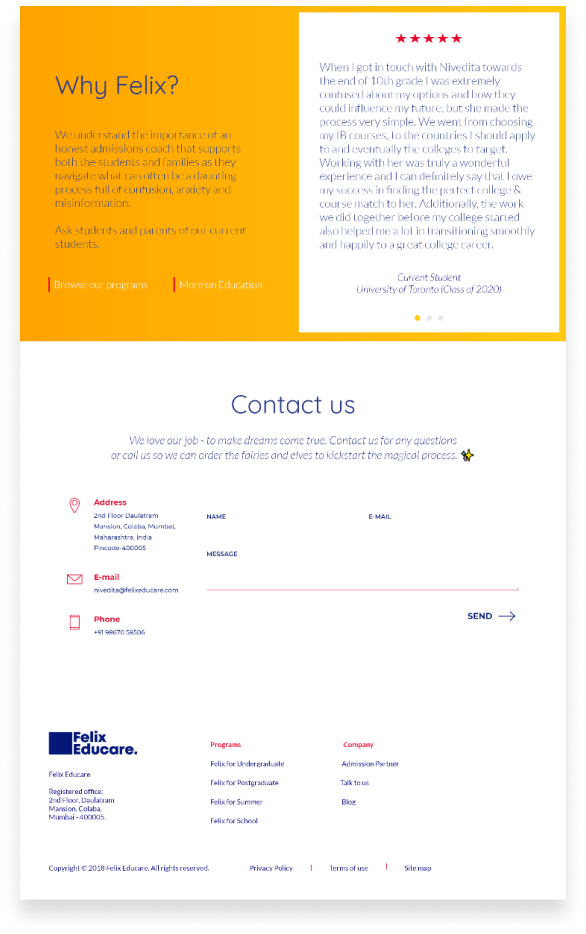 Why Felix?
We understand the importance of an
honest admissions coach that supports
both the students and families as they
navigate what can often be a daunting
process full of confusion, anxiety and
misinformation.
Ask students and parents of our current
students.
Browse our programs
More on Education
When I got in touch with Nivedita towards
the end of 10th grade I was extremely
confused about my options and how they
could influence my future, but she made the
process very simple. We went from choosing
my IB courses, to the countries I should apply
to and eventually the colleges to target.
Working with her was truly a wonderful
experience and I can definitely say that I owe
my success in finding the perfect college &
course match to her. Additionally, the work
we did together before my college started
also helped me a lot in transitioning smoothly
and happily to a great college career.
Current Student
University of Toronto (Class of 2020)
Contact us
We love our job - to make dreams come true. Contact us for any questions
or call us so we can order the fairies and elves to kickstart the magical process.
Address
2nd Floor Daulatram
Mansion, Colaba, Mumbai,
Maharashtra, India
Pincode-400005
E-mail
nivedita@felixeducare.com
Phone
+91 98670 58506
NAME
E-MAIL
MESSAGE
SEND
Felix
Educare.
Felix Educare
Registered office:
2nd Floor, Daulatram
Mansion, Colaba,
Mumbai - 400005.
Programs
Felix for Undergraduate
Felix for Postgraduate
Felix for Summer
Felix for School
Company
Admission Partner
Talk to us
Blog
Copyright © 2018 Felix Educare. All rights reserved.
Privacy Policy
Terms of use
Site map